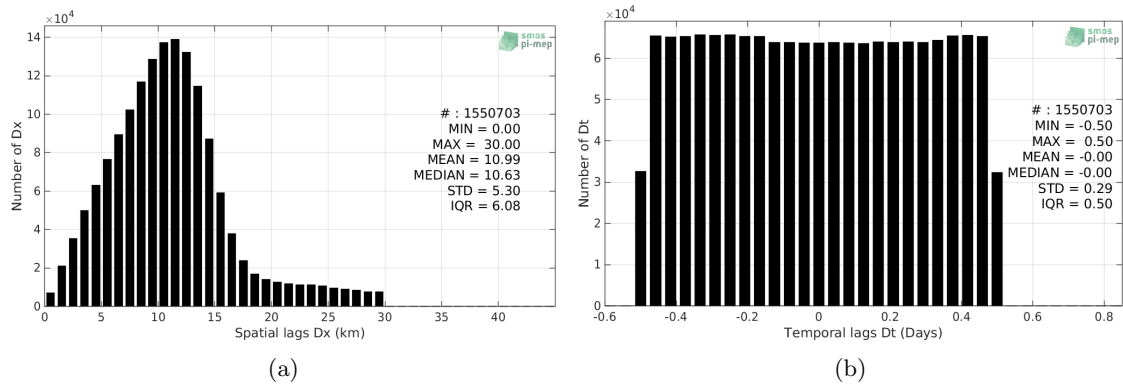 ×10⁴
14
12
10
8
6
4
2
0
Number of Dx
smos
pi-mep
# : 1550703
MIN = 0.00
MAX = 30.00
MEAN = 10.99
MEDIAN = 10.63
STD = 5.30
IQR = 6.08
0 5 10 15 20 25 30 35 40
Spatial lags Dx (km)
(a)
×10⁴
6
5
4
3
2
1
0
Number of Dt
smos
pi-mep
# : 1550703
MIN = -0.50
MAX = 0.50
MEAN = -0.00
MEDIAN = -0.00
STD = 0.29
IQR = 0.50
-0.6 -0.4 -0.2 0 0.2 0.4 0.6 0.8
Temporal lags Dt (Days)
(b)